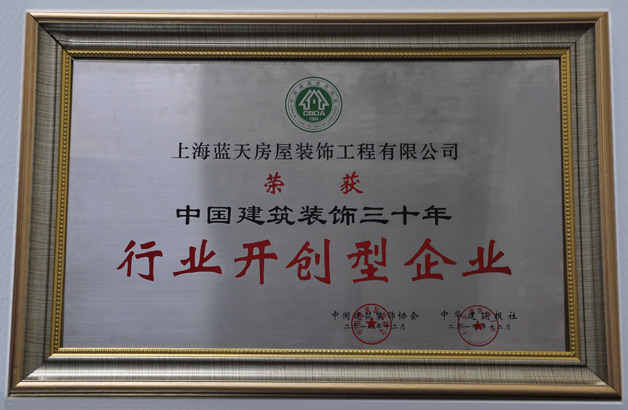 CBDA
1984
上海蓝天房屋装饰工程有限公司
荣 获
中国建筑装饰三十年
行业开创型企业
中国建筑装饰协会 中华建筑报社